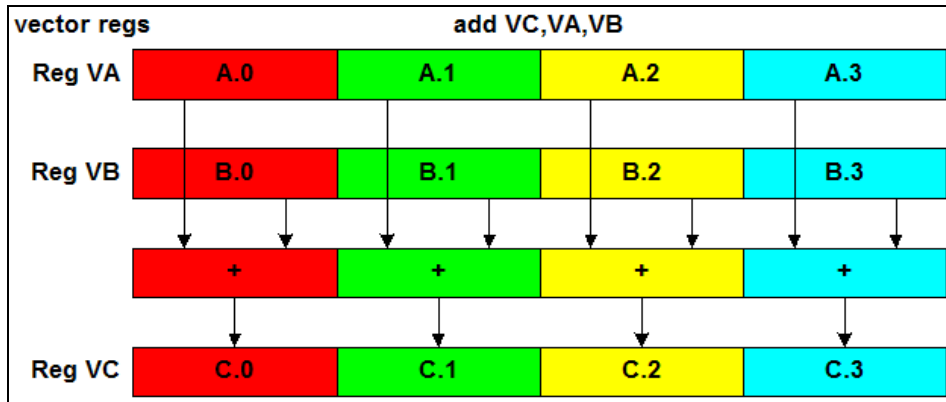 vector regs add VC,VA,VB
Reg VA A.0 A.1 A.2 A.3
Reg VB B.0 B.1 B.2 B.3
+ + + +
Reg VC C.0 C.1 C.2 C.3